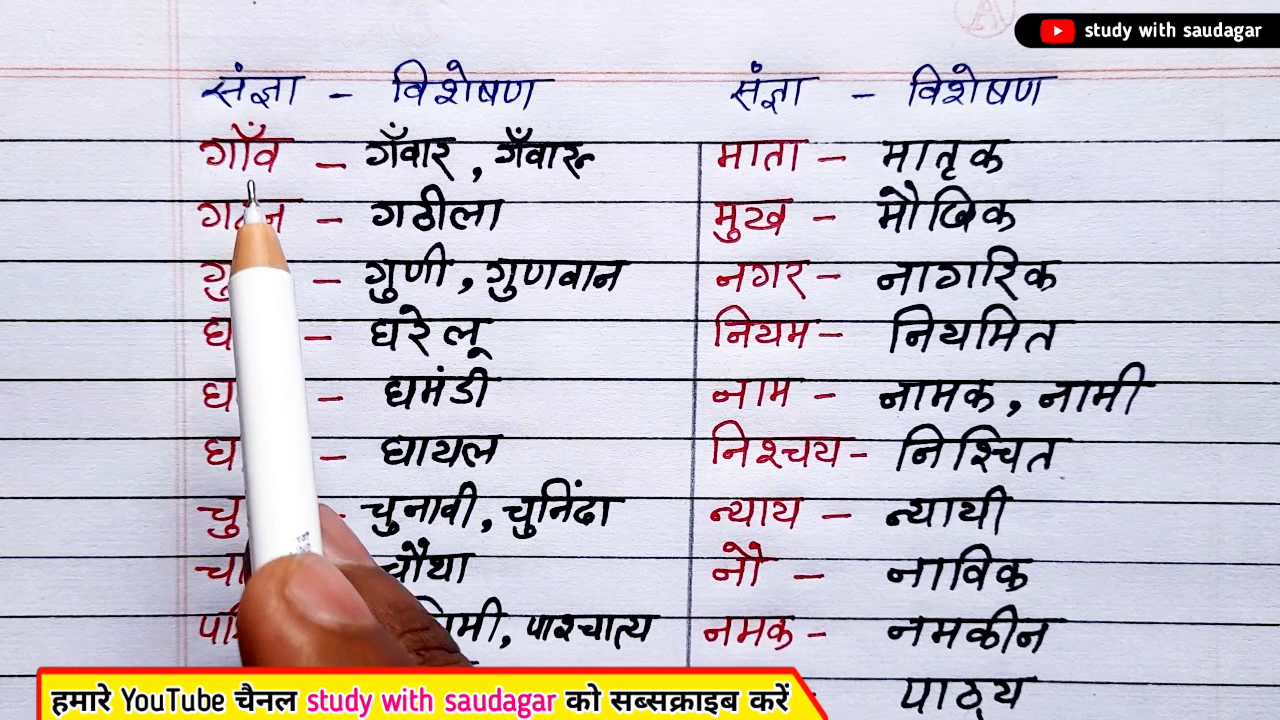 study with saudagar
संज्ञा - विशेषण
गाँव - गँवार, गँवारू
- गठीला
- गुणी, गुणवान
- घरेलू
- घमंडी
- घायल
- चुनावी, चुनिंदा
चौथा
पाश्चात्य
संज्ञा - विशेषण
माता - मातृक
मुख - मौखिक
नगर - नागरिक
नियम - नियमित
नाम - नामक, नामी
निश्चय - निश्चित
न्याय - न्यायी
नौ - नाविक
नमक - नमकीन
पाठ्य
हमारे YouTube चैनल study with saudagar को सब्सक्राइब करें